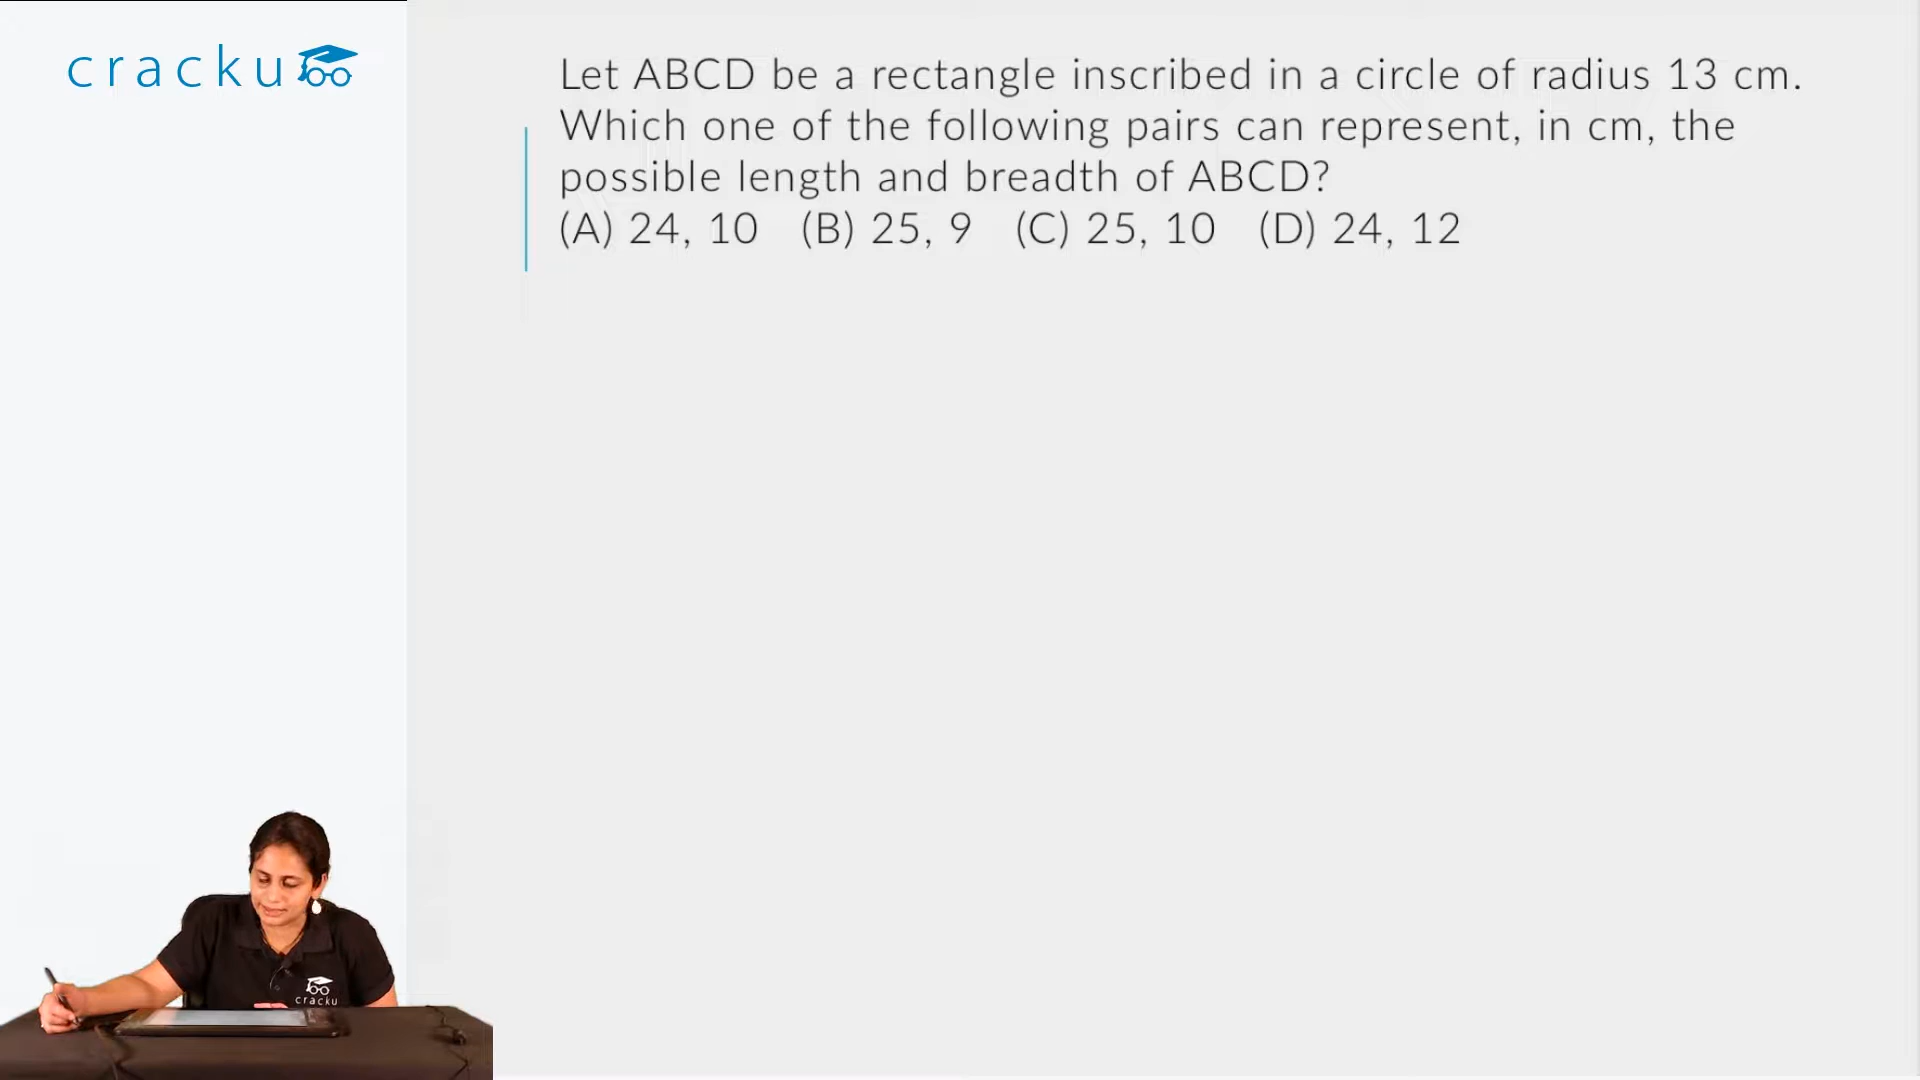 cracku
Let ABCD be a rectangle inscribed in a circle of radius 13 cm.
Which one of the following pairs can represent, in cm, the
possible length and breadth of ABCD?
(A) 24, 10 (B) 25, 9 (C) 25, 10 (D) 24, 12
cracku